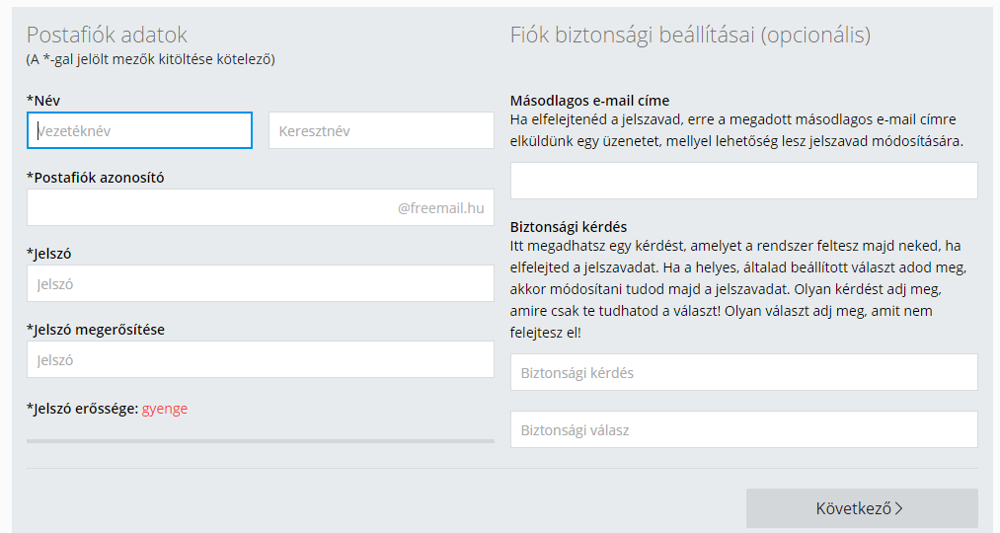 Postafiók adatok
(A *-gal jelölt mezők kitöltése kötelező)
*Név
Vezetéknév
Keresztnév
*Postafiók azonosító
@freemail.hu
*Jelszó
Jelszó
*Jelszó megerősítése
Jelszó
*Jelszó erőssége: gyenge
Fiók biztonsági beállításai (opcionális)
Másodlagos e-mail címe
Ha elfelejtenéd a jelszavad, erre a megadott másodlagos e-mail címre
elküldünk egy üzenetet, mellyel lehetőség lesz jelszavad módosítására.
Biztonsági kérdés
Itt megadhatsz egy kérdést, amelyet a rendszer feltesz majd neked, ha
elfelejted a jelszavadat. Ha a helyes, általad beállított választ adod meg,
akkor módosítani tudod majd a jelszavadat. Olyan kérdést adj meg,
amire csak te tudhatod a választ! Olyan választ adj meg, amit nem
felejtesz el!
Biztonsági kérdés
Biztonsági válasz
Következő